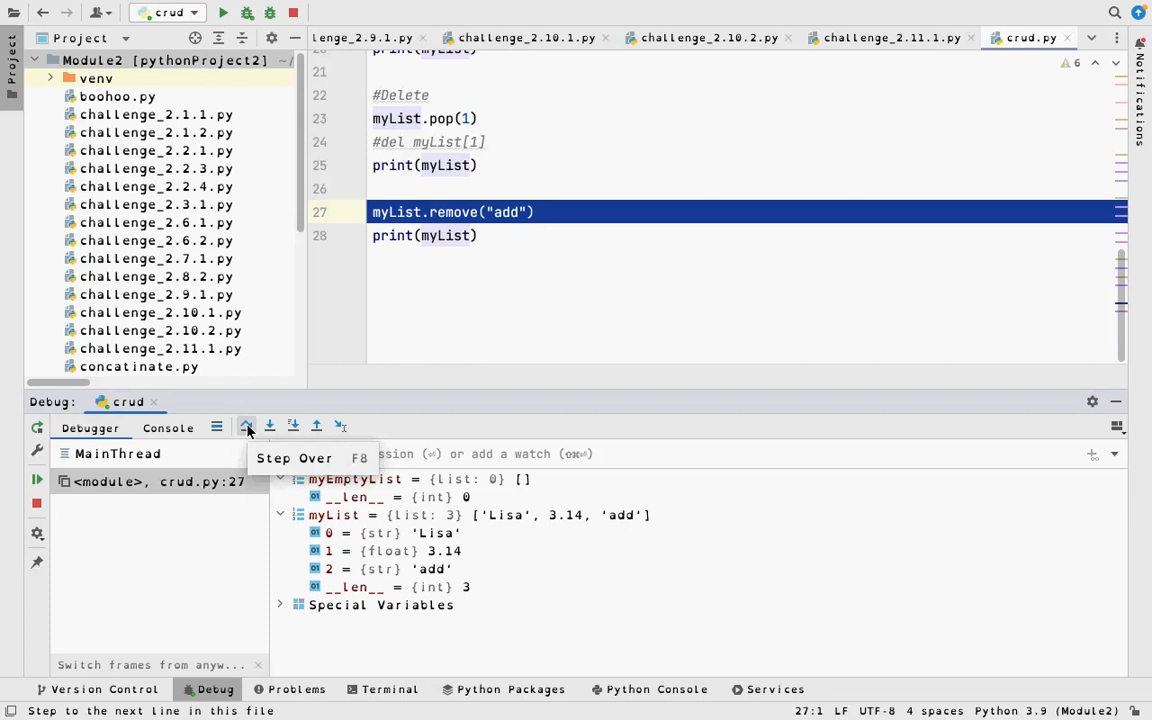 crud
Project
lenge_2.9.1.py
challenge_2.10.1.py
challenge_2.10.2.py
challenge_2.11.1.py
crud.py
Project
Notifications
Module2 [pythonProject2] ~/
venv
boohoo.py
challenge_2.1.1.py
challenge_2.1.2.py
challenge_2.2.1.py
challenge_2.2.3.py
challenge_2.2.4.py
challenge_2.3.1.py
challenge_2.6.1.py
challenge_2.6.2.py
challenge_2.7.1.py
challenge_2.8.2.py
challenge_2.9.1.py
challenge_2.10.1.py
challenge_2.10.2.py
challenge_2.11.1.py
concatinate.py
6
20 print(myList)
21
22 #Delete
23 myList.pop(1)
24 #del myList[1]
25 print(myList)
26
27 myList.remove("add")
28 print(myList)
Debug: crud
Debugger Console
MainThread
<module>, crud.py:27
Switch frames from anyw...
Step Over F8
ssion (⏎) or add a watch (⇧⌘⏎)
myEmptyList = {list: 0} []
__len__ = {int} 0
myList = {list: 3} ['Lisa', 3.14, 'add']
0 = {str} 'Lisa'
1 = {float} 3.14
2 = {str} 'add'
__len__ = {int} 3
Special Variables
Version Control Debug Problems Terminal Python Packages Python Console Services
Step to the next line in this file 27:1 LF UTF-8 4 spaces Python 3.9 (Module2)